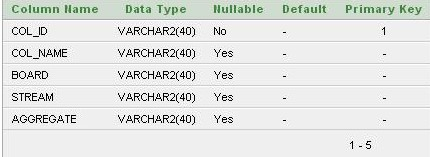 Column Name Data Type Nullable Default Primary Key
COL_ID VARCHAR2(40) No - 1
COL_NAME VARCHAR2(40) Yes - -
BOARD VARCHAR2(40) Yes - -
STREAM VARCHAR2(40) Yes - -
AGGREGATE VARCHAR2(40) Yes - -
1 - 5